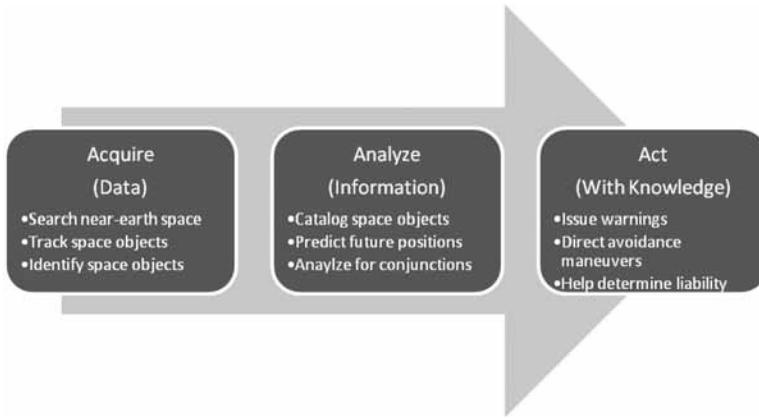 Acquire
(Data)
•Search near-earth space
•Track space objects
•Identify space objects
Analyze
(Information)
•Catalog space objects
•Predict future positions
•Anaylze for conjunctions
Act
(With Knowledge)
•Issue warnings
•Direct avoidance
maneuvers
•Help determine liability